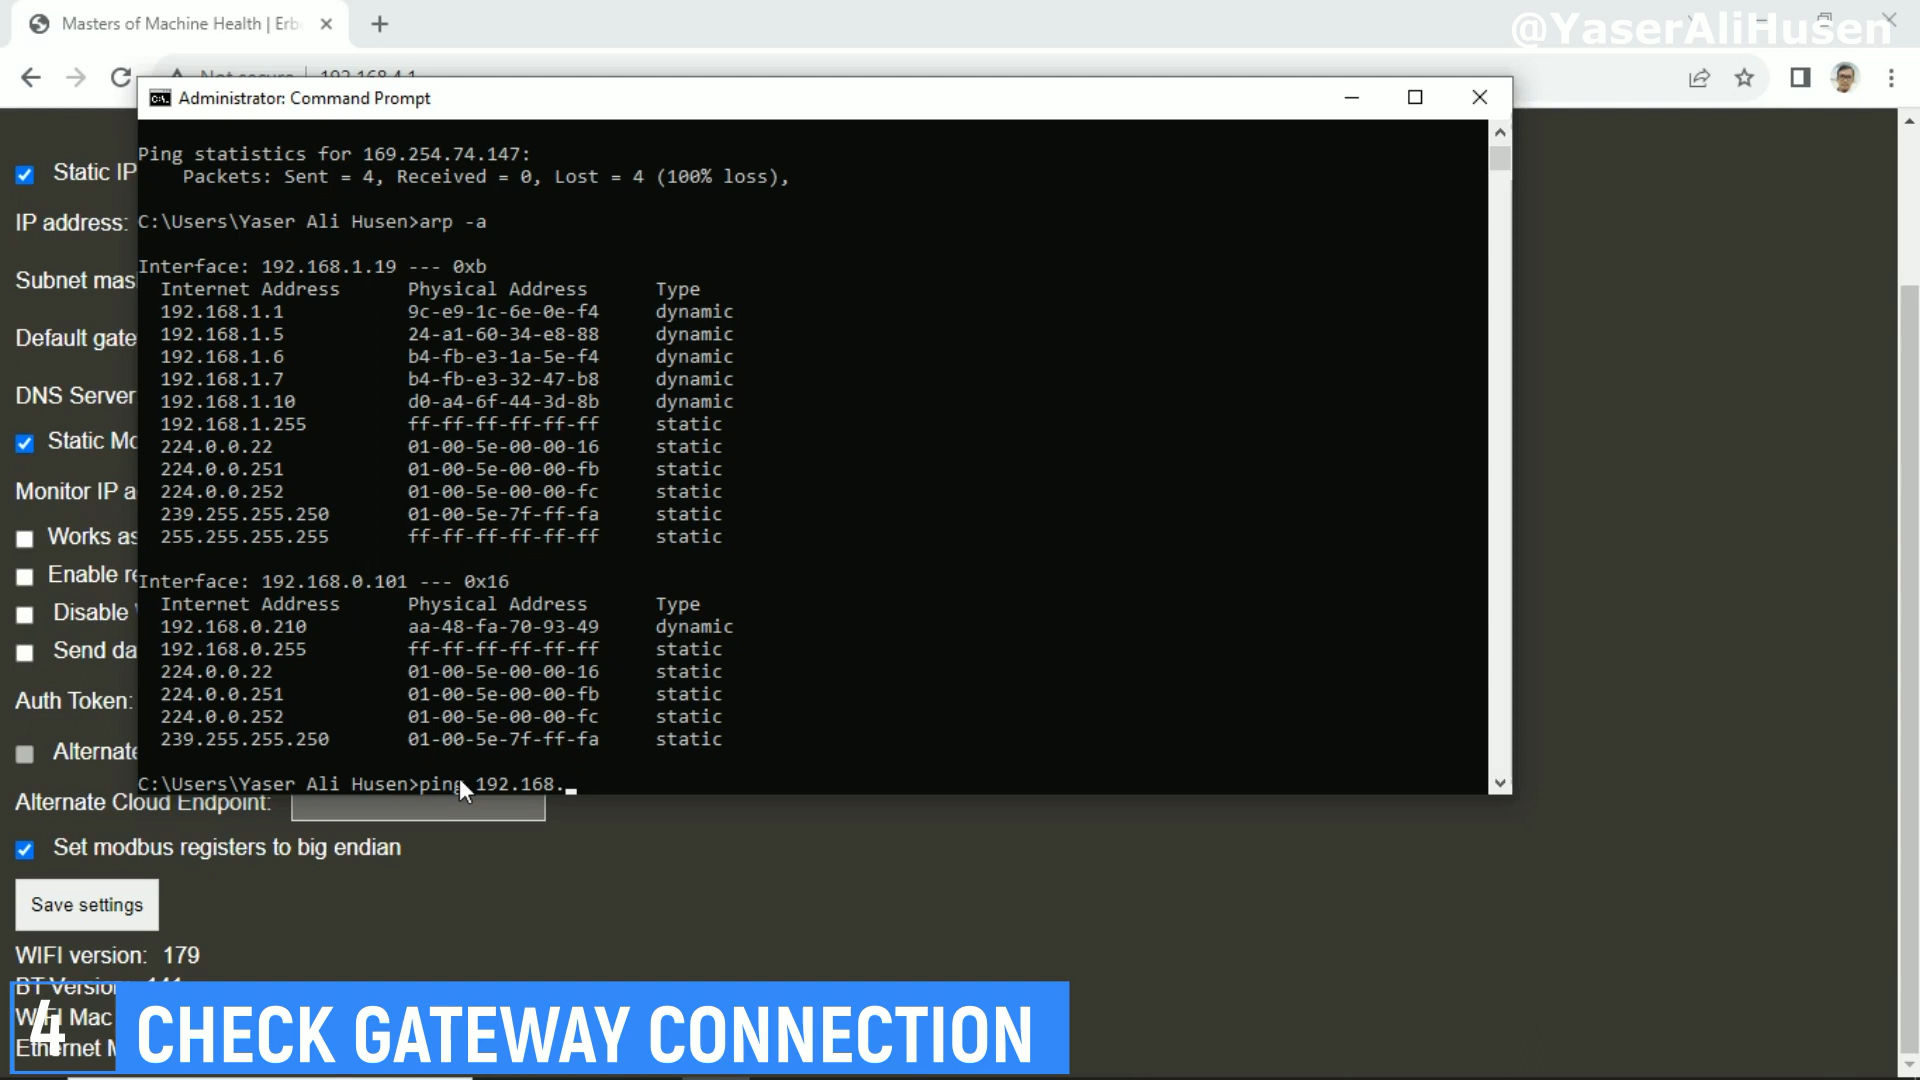 Masters of Machine Health | Erb
@YaserAliHusen
Not secure | 192.168.4.1
Administrator: Command Prompt
Ping statistics for 169.254.74.147:
Packets: Sent = 4, Received = 0, Lost = 4 (100% loss),
C:\Users\Yaser Ali Husen>arp -a
Interface: 192.168.1.19 --- 0xb
Internet Address Physical Address Type
192.168.1.1 9c-e9-1c-6e-0e-f4 dynamic
192.168.1.5 24-a1-60-34-e8-88 dynamic
192.168.1.6 b4-fb-e3-1a-5e-f4 dynamic
192.168.1.7 b4-fb-e3-32-47-b8 dynamic
192.168.1.10 d0-a4-6f-44-3d-8b dynamic
192.168.1.255 ff-ff-ff-ff-ff-ff static
224.0.0.22 01-00-5e-00-00-16 static
224.0.0.251 01-00-5e-00-00-fb static
224.0.0.252 01-00-5e-00-00-fc static
239.255.255.250 01-00-5e-7f-ff-fa static
255.255.255.255 ff-ff-ff-ff-ff-ff static
Interface: 192.168.0.101 --- 0x16
Internet Address Physical Address Type
192.168.0.210 aa-48-fa-70-93-49 dynamic
192.168.0.255 ff-ff-ff-ff-ff-ff static
224.0.0.22 01-00-5e-00-00-16 static
224.0.0.251 01-00-5e-00-00-fb static
224.0.0.252 01-00-5e-00-00-fc static
239.255.255.250 01-00-5e-7f-ff-fa static
C:\Users\Yaser Ali Husen>ping 192.168._
Static IP
IP address:
Subnet mas
Default gate
DNS Server
Static Mo
Monitor IP a
Works as
Enable re
Disable
Send da
Auth Token:
Alternate
Alternate Cloud Endpoint:
Set modbus registers to big endian
Save settings
WIFI version: 179
BT Version 141
WIFI Mac
Ethernet M
4 CHECK GATEWAY CONNECTION